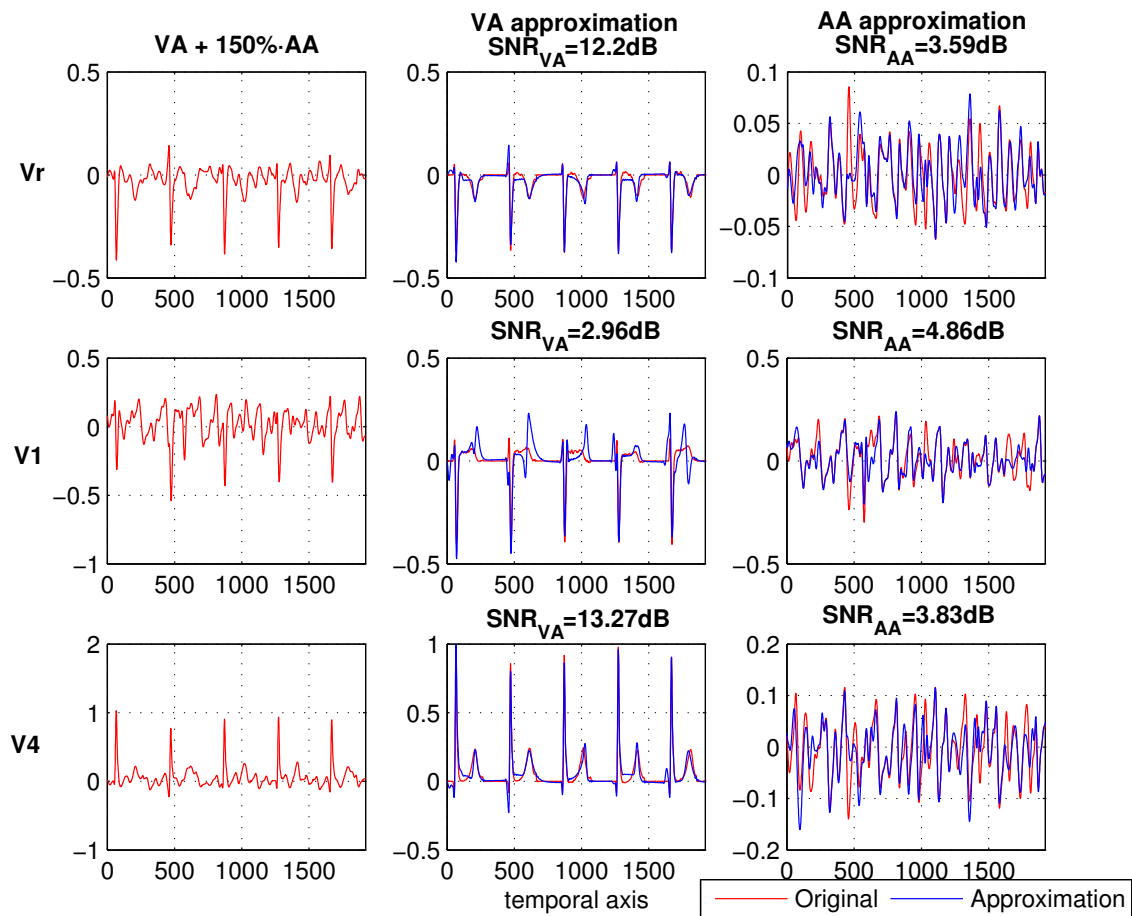 VA + 150%·AA
VA approximation
SNR_VA=12.2dB
AA approximation
SNR_AA=3.59dB
Vr
0.5
0
−0.5
0 500 1000 1500
0.5
0
−0.5
0 500 1000 1500
0.1
0.05
0
−0.05
−0.1
0 500 1000 1500
SNR_VA=2.96dB
SNR_AA=4.86dB
V1
0.5
0
−0.5
−1
0 500 1000 1500
0.5
0
−0.5
0 500 1000 1500
0.5
0
−0.5
0 500 1000 1500
SNR_VA=13.27dB
SNR_AA=3.83dB
V4
2
1
0
−1
0 500 1000 1500
1
0.5
0
−0.5
0 500 1000 1500
0.2
0.1
0
−0.1
−0.2
0 500 1000 1500
temporal axis
Original
Approximation